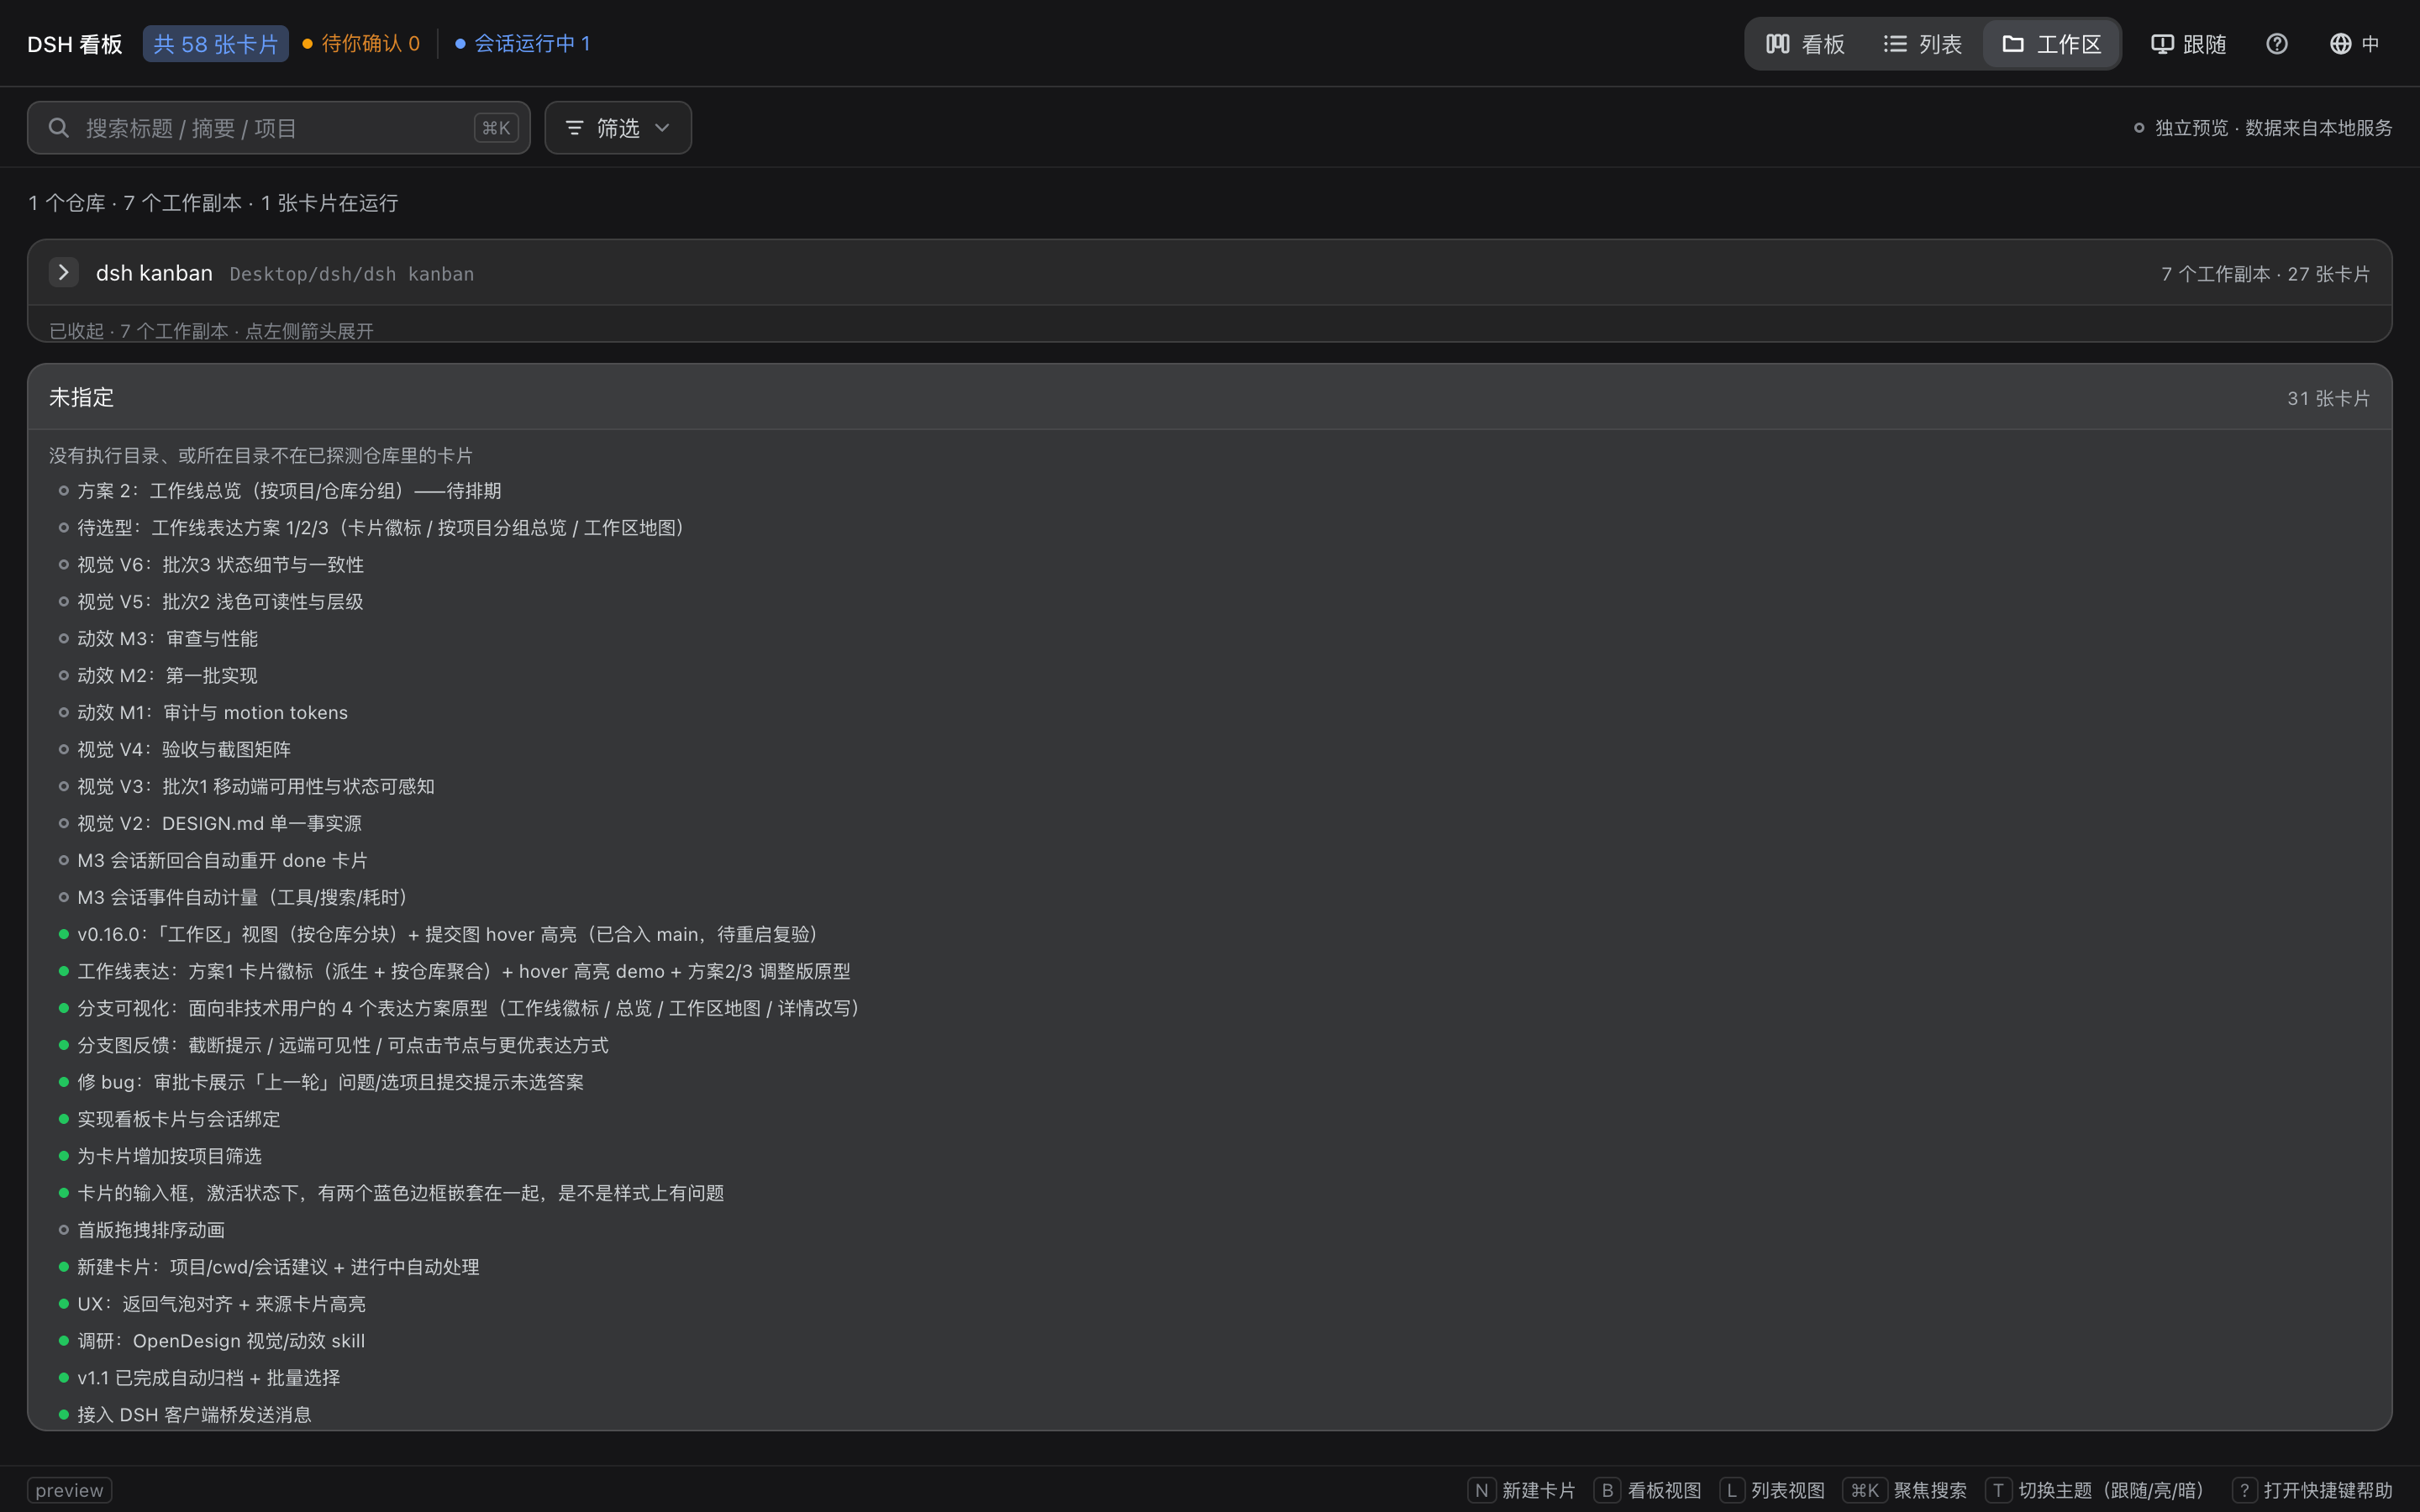 DSH 看板 共 58 张卡片 待你确认 0 会话运行中 1 看板 列表 工作区 跟随 中
搜索标题 / 摘要 / 项目 ⌘K 筛选 独立预览 · 数据来自本地服务
1 个仓库 · 7 个工作副本 · 1 张卡片在运行
dsh kanban Desktop/dsh/dsh kanban 7 个工作副本 · 27 张卡片
已收起 · 7 个工作副本 · 点左侧箭头展开
未指定 31 张卡片
没有执行目录、或所在目录不在已探测仓库里的卡片
方案 2：工作线总览（按项目/仓库分组）——待排期
待选型：工作线表达方案 1/2/3（卡片徽标 / 按项目分组总览 / 工作区地图）
视觉 V6：批次3 状态细节与一致性
视觉 V5：批次2 浅色可读性与层级
动效 M3：审查与性能
动效 M2：第一批实现
动效 M1：审计与 motion tokens
视觉 V4：验收与截图矩阵
视觉 V3：批次1 移动端可用性与状态可感知
视觉 V2：DESIGN.md 单一事实源
M3 会话新回合自动重开 done 卡片
M3 会话事件自动计量（工具/搜索/耗时）
v0.16.0：「工作区」视图（按仓库分块）+ 提交图 hover 高亮（已合入 main，待重启复验）
工作线表达：方案1 卡片徽标（派生 + 按仓库聚合）+ hover 高亮 demo + 方案2/3 调整版原型
分支可视化：面向非技术用户的 4 个表达方案原型（工作线徽标 / 总览 / 工作区地图 / 详情改写）
分支图反馈：截断提示 / 远端可见性 / 可点击节点与更优表达方式
修 bug：审批卡展示「上一轮」问题/选项且提交提示未选答案
实现看板卡片与会话绑定
为卡片增加按项目筛选
卡片的输入框，激活状态下，有两个蓝色边框嵌套在一起，是不是样式上有问题
首版拖拽排序动画
新建卡片：项目/cwd/会话建议 + 进行中自动处理
UX：返回气泡对齐 + 来源卡片高亮
调研：OpenDesign 视觉/动效 skill
v1.1 已完成自动归档 + 批量选择
接入 DSH 客户端桥发送消息
preview N 新建卡片 B 看板视图 L 列表视图 ⌘K 聚焦搜索 T 切换主题（跟随/亮/暗） ? 打开快捷键帮助